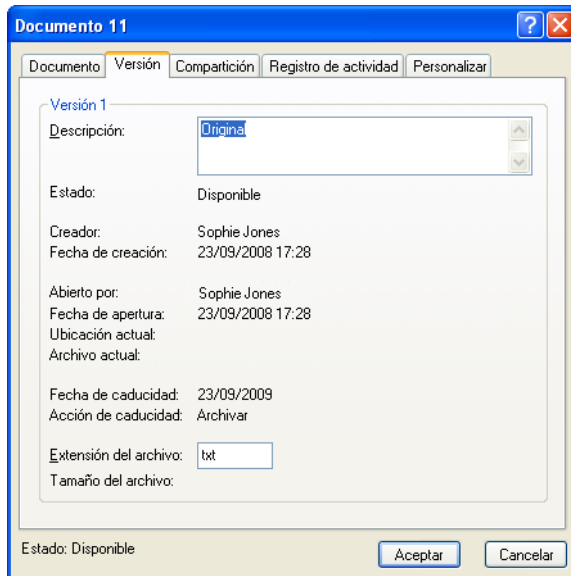 Documento 11
Documento Versión Compartición Registro de actividad Personalizar
Versión 1
Descripción: Original
Estado: Disponible
Creador: Sophie Jones
Fecha de creación: 23/09/2008 17:28
Abierto por: Sophie Jones
Fecha de apertura: 23/09/2008 17:28
Ubicación actual:
Archivo actual:
Fecha de caducidad: 23/09/2009
Acción de caducidad: Archivar
Extensión del archivo: txt
Tamaño del archivo:
Estado: Disponible Aceptar Cancelar